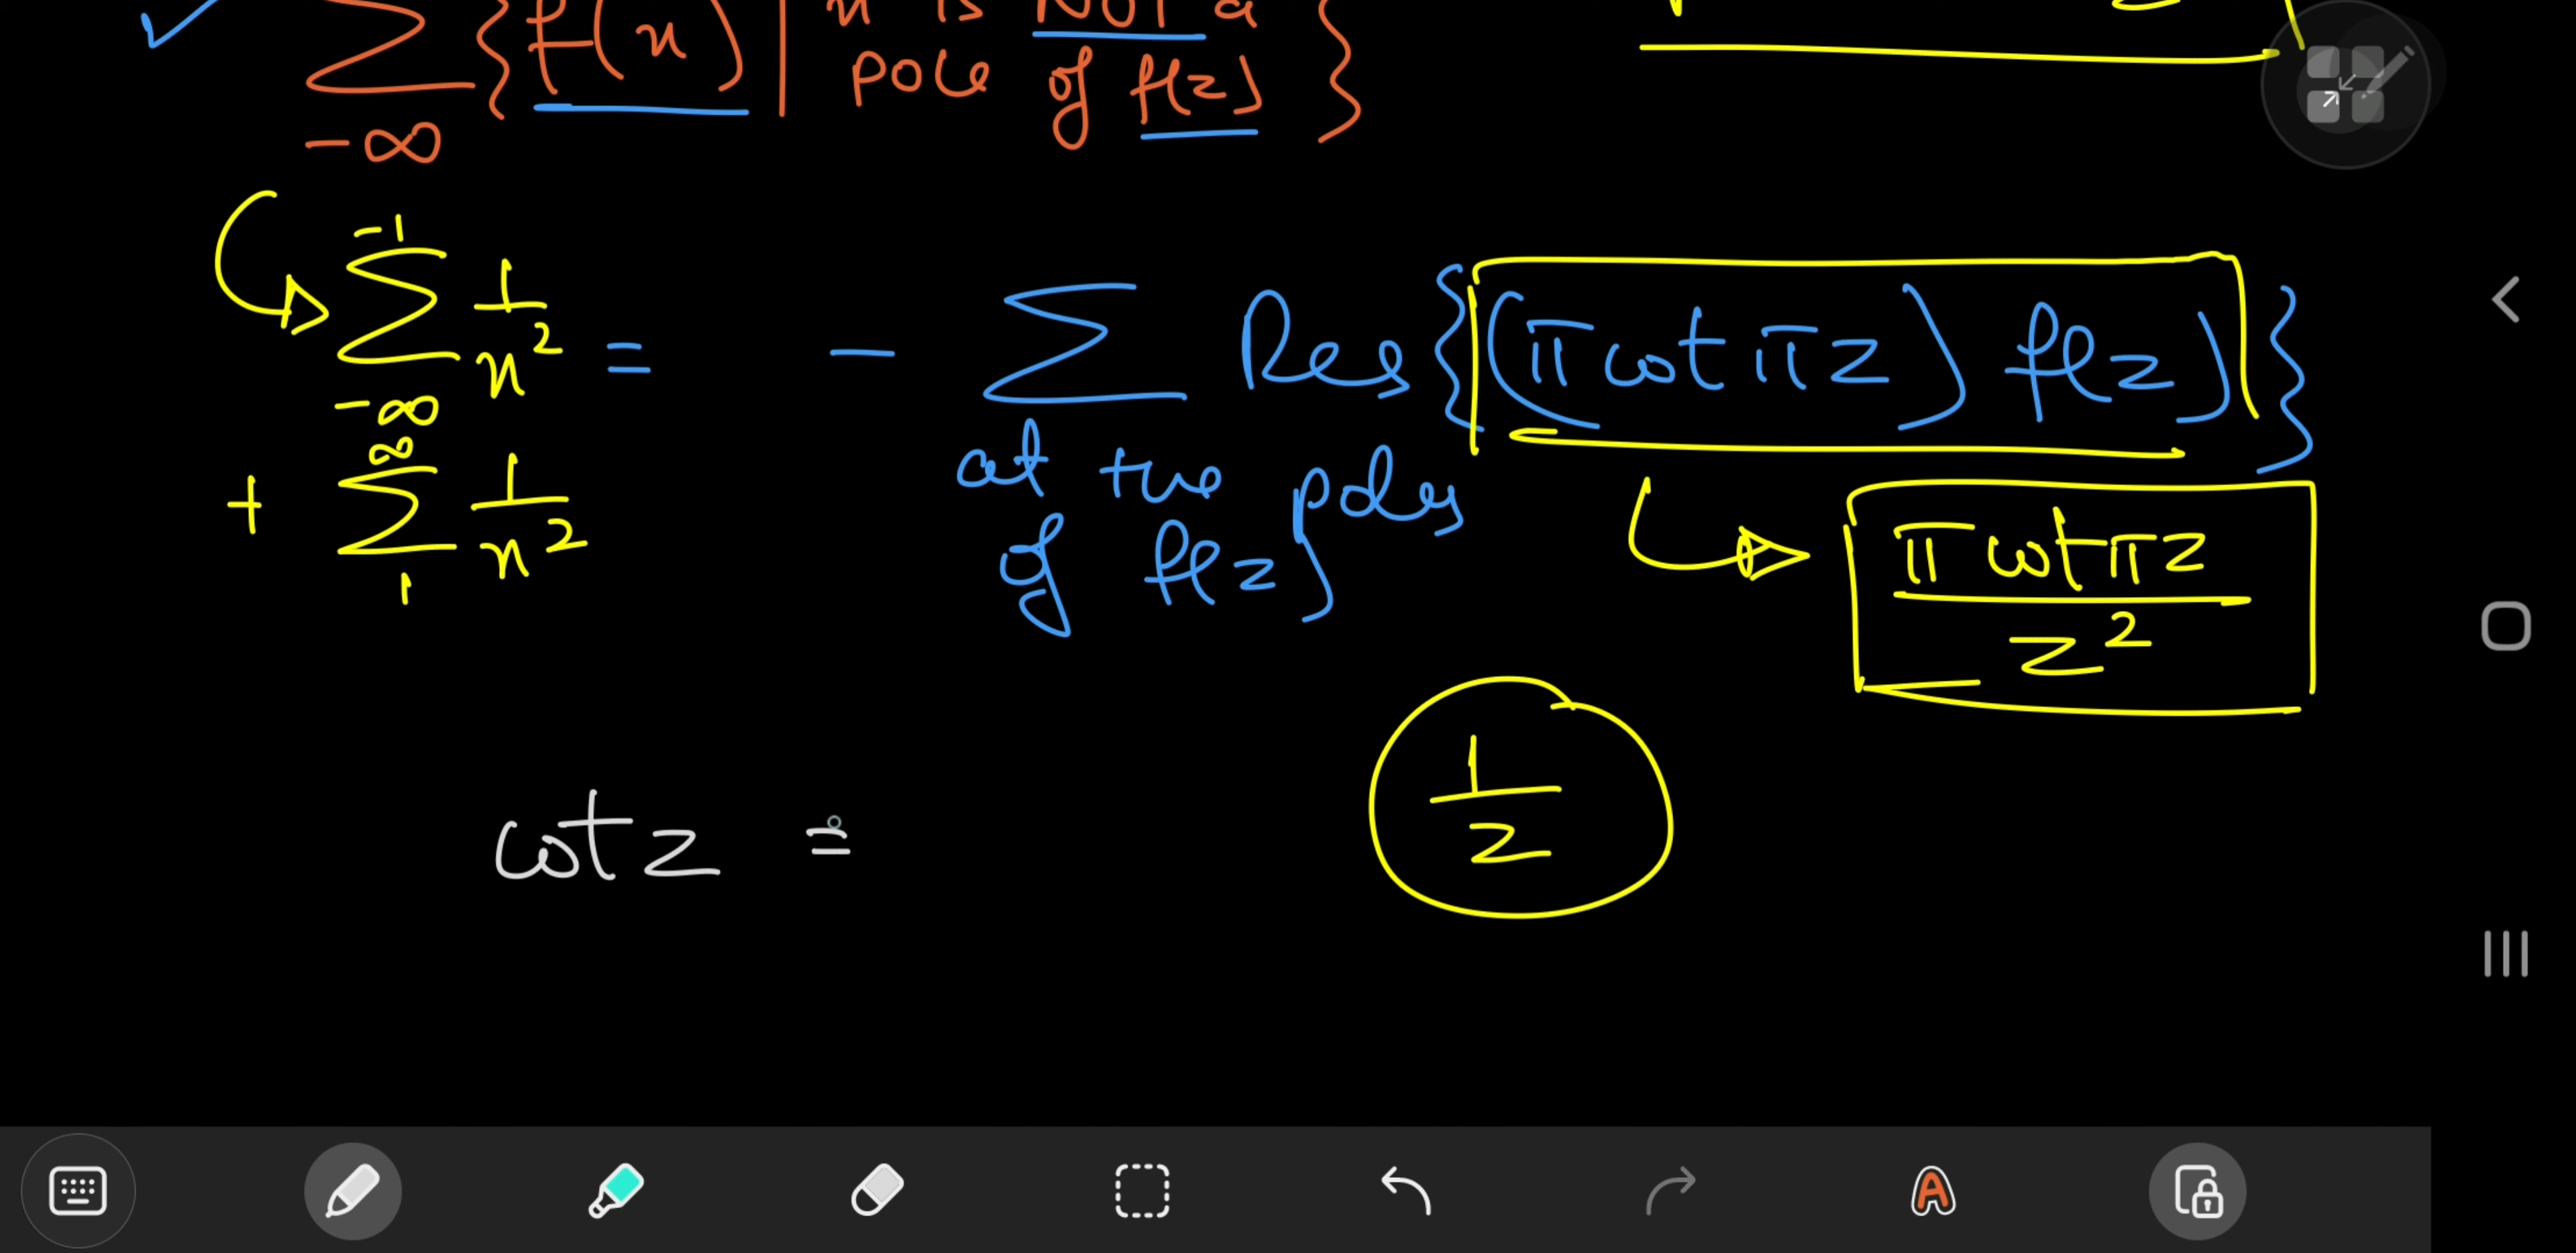 ∞ Σ −∞ { f(n) | n is NOT a pole of f(z) }
−1 Σ −∞ 1/n² + ∞ Σ 1 1/n² = − Σ Res { (π cot πz) f(z) }
at the poles
of f(z)
π cot πz / z²
1/z
cot z =
A